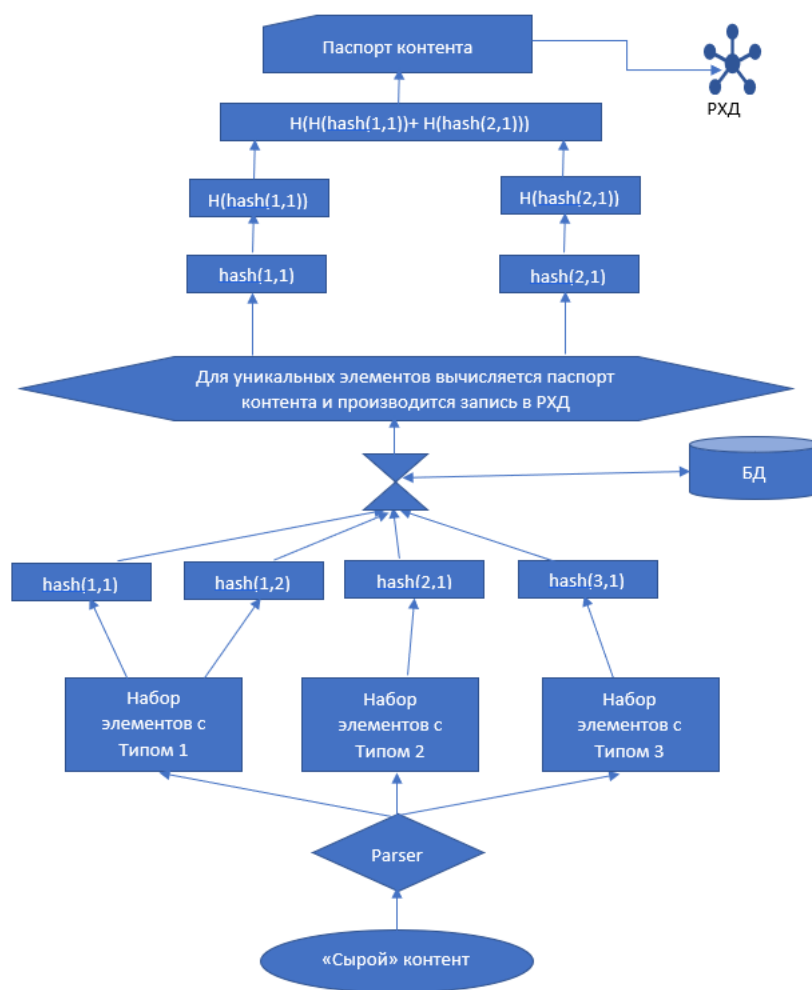 Паспорт контента
РХД
H(H(hash(1,1))+ H(hash(2,1)))
H(hash(1,1))
H(hash(2,1))
hash(1,1)
hash(2,1)
Для уникальных элементов вычисляется паспорт
контента и производится запись в РХД
БД
hash(1,1)
hash(1,2)
hash(2,1)
hash(3,1)
Набор
элементов с
Типом 1
Набор
элементов с
Типом 2
Набор
элементов с
Типом 3
Parser
«Сырой» контент